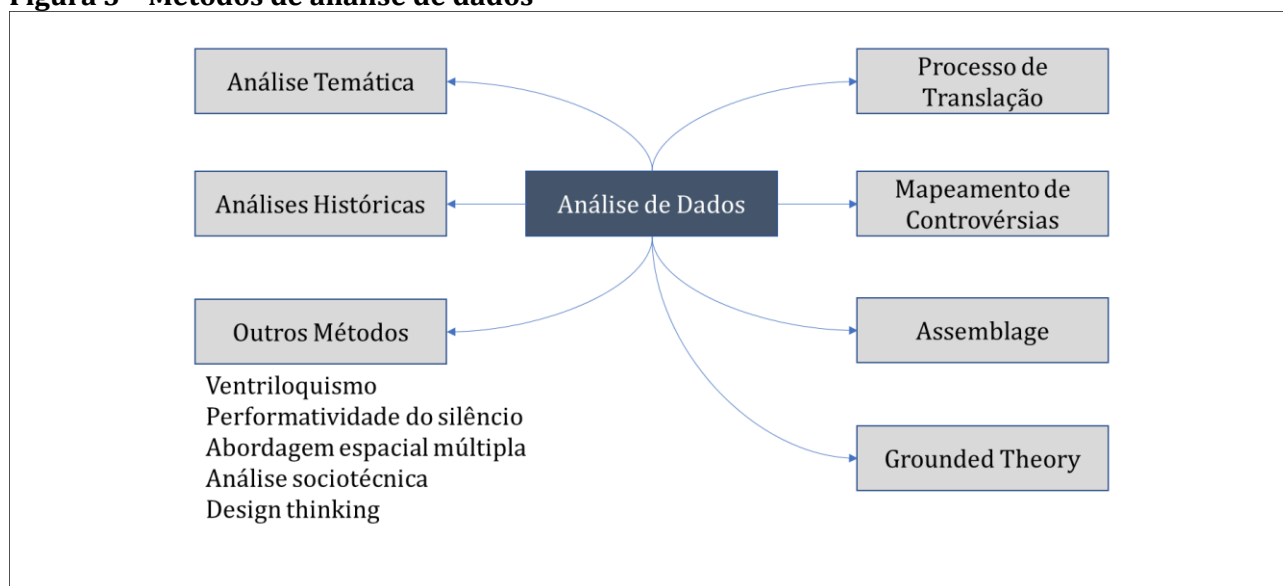 Figura 3 – Métodos de análise de dados
Análise Temática
Processo de
Translação
Análises Históricas
Análise de Dados
Mapeamento de
Controvérsias
Outros Métodos
Assemblage
Ventriloquismo
Performatividade do silêncio
Abordagem espacial múltipla
Análise sociotécnica
Design thinking
Grounded Theory